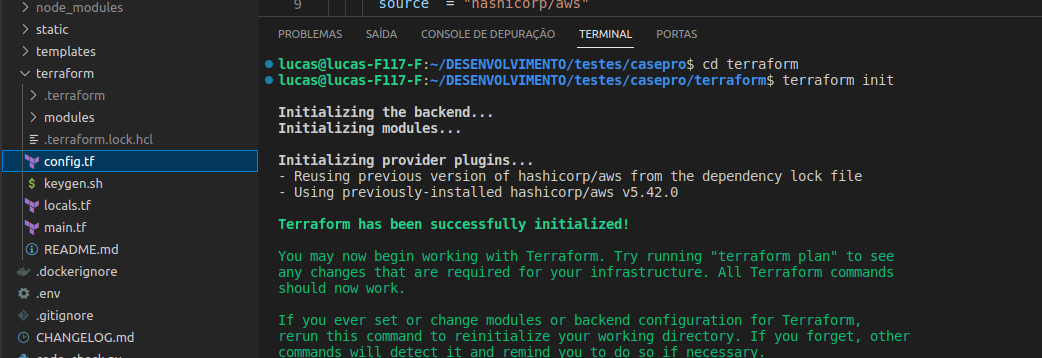 node_modules
static
templates
terraform
.terraform
modules
.terraform.lock.hcl
config.tf
$ keygen.sh
locals.tf
main.tf
README.md
.dockerignore
.env
.gitignore
CHANGELOG.md
9 source = "hashicorp/aws"
PROBLEMAS SAÍDA CONSOLE DE DEPURAÇÃO TERMINAL PORTAS
lucas@lucas-F117-F:~/DESENVOLVIMENTO/testes/casepro$ cd terraform
lucas@lucas-F117-F:~/DESENVOLVIMENTO/testes/casepro/terraform$ terraform init
Initializing the backend...
Initializing modules...
Initializing provider plugins...
- Reusing previous version of hashicorp/aws from the dependency lock file
- Using previously-installed hashicorp/aws v5.42.0
Terraform has been successfully initialized!
You may now begin working with Terraform. Try running "terraform plan" to see
any changes that are required for your infrastructure. All Terraform commands
should now work.
If you ever set or change modules or backend configuration for Terraform,
rerun this command to reinitialize your working directory. If you forget, other
commands will detect it and remind you to do so if necessary.